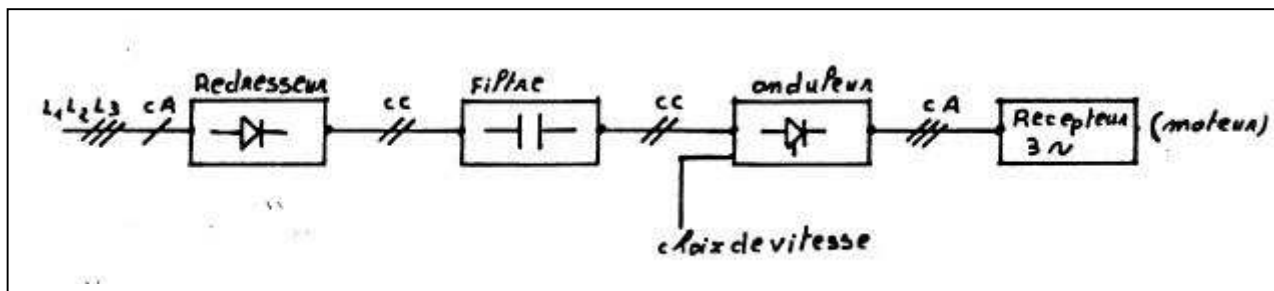 Redresseur
Filtre
onduleur
L1 L2 L3 CA
CC
CC
CA
Recepteur
3 ~
(moteur)
choix de vitesse